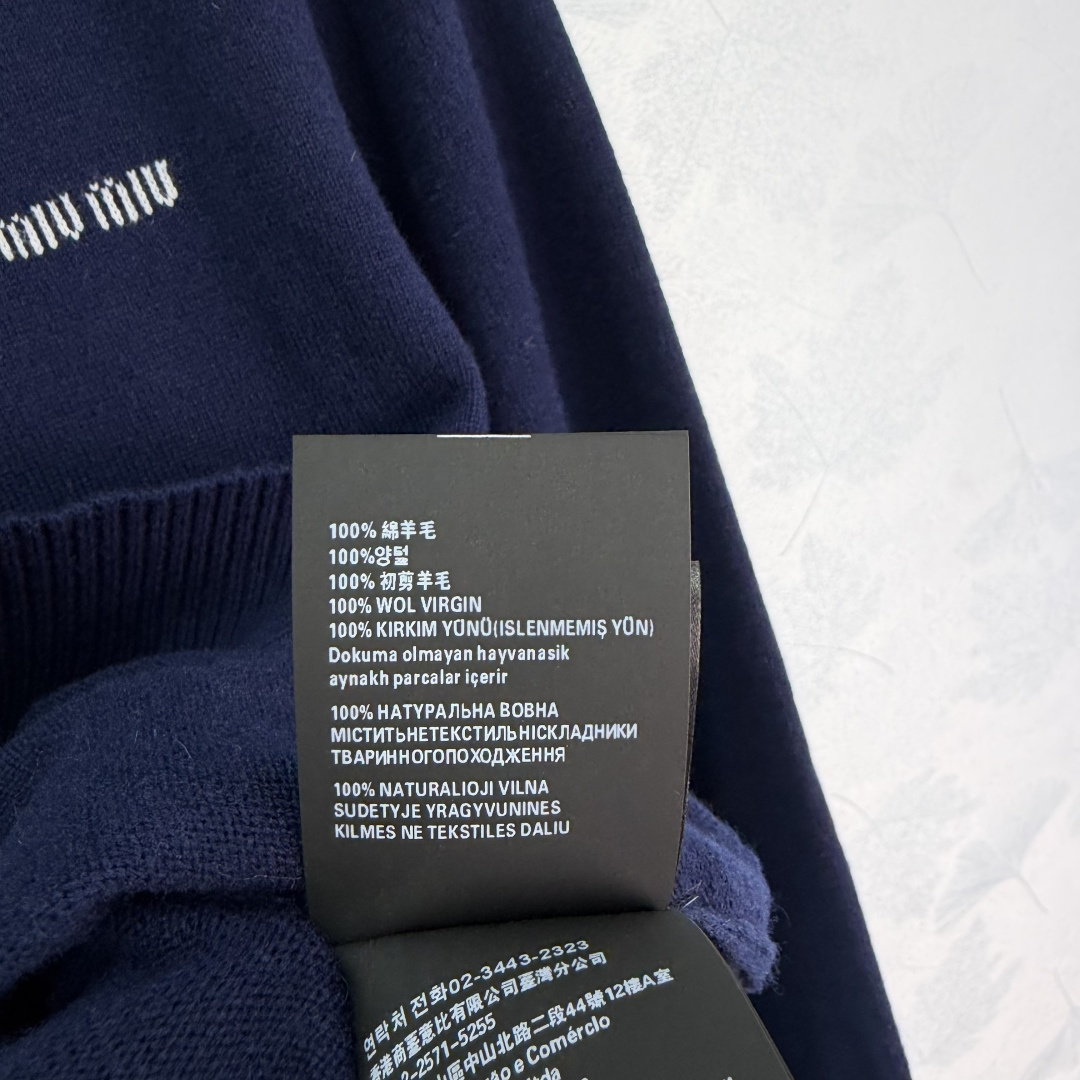 miu miu
100% 綿羊毛
100%양털
100% 初剪羊毛
100% WOL VIRGIN
100% KIRKIM YÜNÜ(ISLENMEMIŞ YÜN)
Dokuma olmayan hayvanasik
aynakh parcalar içerir
100% НАТУРАЛЬНА ВОВНА
МІСТИТЬНЕТЕКСТИЛЬНІСКЛАДНИКИ
ТВАРИННОГОПОХОДЖЕННЯ
100% NATURALIOJI VILNA
SUDETYJE YRAGYVUNINES
KILMES NE TEKSTILES DALIU
연락처 전화02-3443-2323
香港商臺意比有限公司臺灣分公司
2-2571-5255
區中山北路二段44號12樓A室
e Comércio